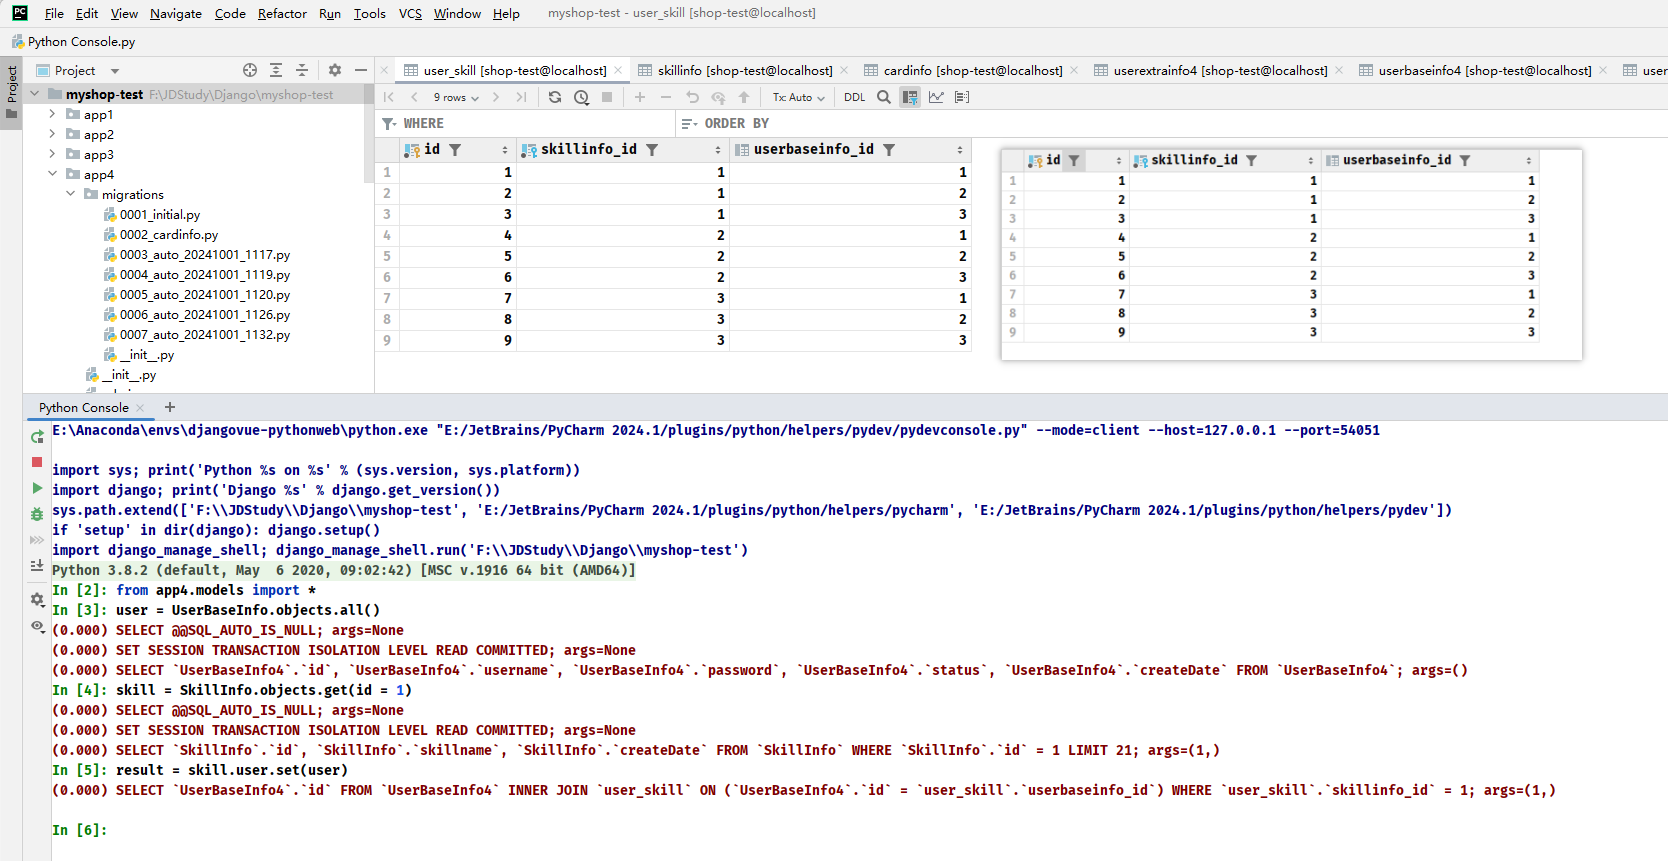 PC File Edit View Navigate Code Refactor Run Tools VCS Window Help myshop-test - user_skill [shop-test@localhost]
Python Console.py
Project
Project
user_skill [shop-test@localhost] skillinfo [shop-test@localhost] cardinfo [shop-test@localhost] userextrainfo4 [shop-test@localhost] userbaseinfo4 [shop-test@localhost] user
myshop-test F:\JDStudy\Django\myshop-test
app1
app2
app3
app4
migrations
0001_initial.py
0002_cardinfo.py
0003_auto_20241001_1117.py
0004_auto_20241001_1119.py
0005_auto_20241001_1120.py
0006_auto_20241001_1126.py
0007_auto_20241001_1132.py
__init__.py
__init__.py
9 rows Tx: Auto DDL
WHERE ORDER BY
id skillinfo_id userbaseinfo_id
1 1 1 1
2 2 1 2
3 3 1 3
4 4 2 1
5 5 2 2
6 6 2 3
7 7 3 1
8 8 3 2
9 9 3 3
id skillinfo_id userbaseinfo_id
1 1 1 1
2 2 1 2
3 3 1 3
4 4 2 1
5 5 2 2
6 6 2 3
7 7 3 1
8 8 3 2
9 9 3 3
Python Console
E:\Anaconda\envs\djangovue-pythonweb\python.exe "E:/JetBrains/PyCharm 2024.1/plugins/python/helpers/pydev/pydevconsole.py" --mode=client --host=127.0.0.1 --port=54051
import sys; print('Python %s on %s' % (sys.version, sys.platform))
import django; print('Django %s' % django.get_version())
sys.path.extend(['F:\\JDStudy\\Django\\myshop-test', 'E:/JetBrains/PyCharm 2024.1/plugins/python/helpers/pycharm', 'E:/JetBrains/PyCharm 2024.1/plugins/python/helpers/pydev'])
if 'setup' in dir(django): django.setup()
import django_manage_shell; django_manage_shell.run('F:\\JDStudy\\Django\\myshop-test')
Python 3.8.2 (default, May  6 2020, 09:02:42) [MSC v.1916 64 bit (AMD64)]
In [2]: from app4.models import *
In [3]: user = UserBaseInfo.objects.all()
(0.000) SELECT @@SQL_AUTO_IS_NULL; args=None
(0.000) SET SESSION TRANSACTION ISOLATION LEVEL READ COMMITTED; args=None
(0.000) SELECT `UserBaseInfo4`.`id`, `UserBaseInfo4`.`username`, `UserBaseInfo4`.`password`, `UserBaseInfo4`.`status`, `UserBaseInfo4`.`createDate` FROM `UserBaseInfo4`; args=()
In [4]: skill = SkillInfo.objects.get(id = 1)
(0.000) SELECT @@SQL_AUTO_IS_NULL; args=None
(0.000) SET SESSION TRANSACTION ISOLATION LEVEL READ COMMITTED; args=None
(0.000) SELECT `SkillInfo`.`id`, `SkillInfo`.`skillname`, `SkillInfo`.`createDate` FROM `SkillInfo` WHERE `SkillInfo`.`id` = 1 LIMIT 21; args=(1,)
In [5]: result = skill.user.set(user)
(0.000) SELECT `UserBaseInfo4`.`id` FROM `UserBaseInfo4` INNER JOIN `user_skill` ON (`UserBaseInfo4`.`id` = `user_skill`.`userbaseinfo_id`) WHERE `user_skill`.`skillinfo_id` = 1; args=(1,)
In [6]: